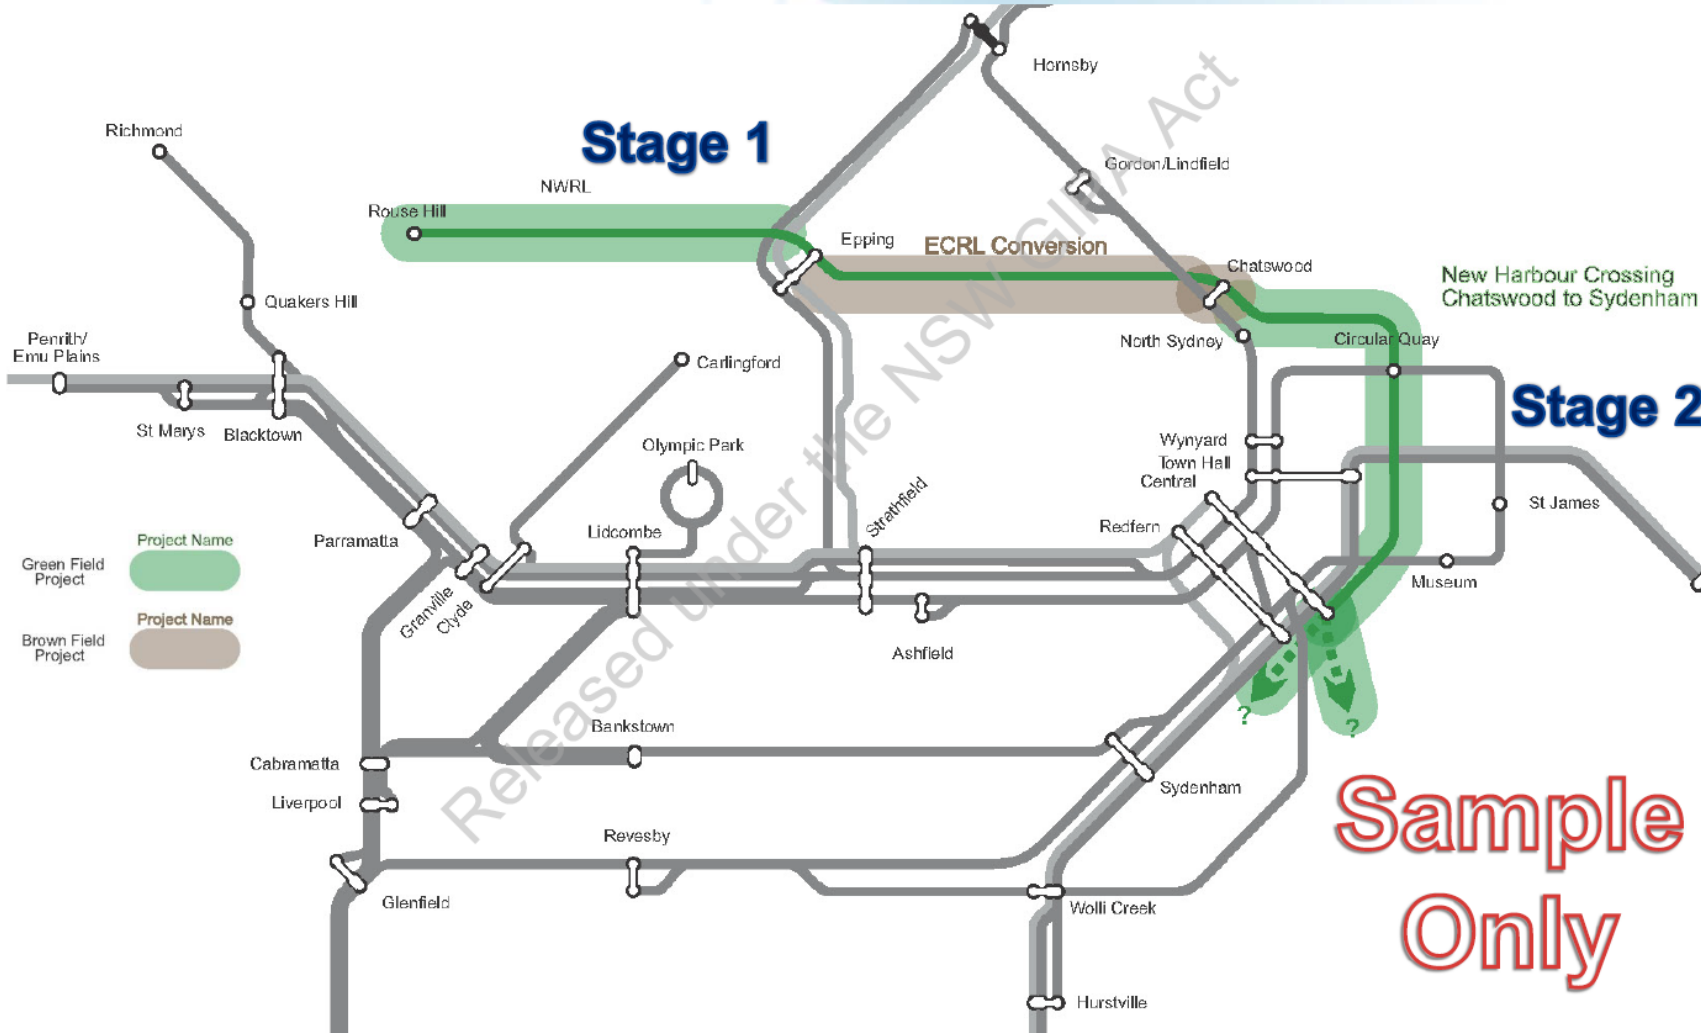 Hornsby
Richmond
Stage 1
Gordon/Lindfield
NWRL
Rouse Hill
Epping
ECRL Conversion
Chatswood
New Harbour Crossing
Chatswood to Sydenham
Quakers Hill
Penrith/
Emu Plains
North Sydney
Circular Quay
Carlingford
Stage 2
St Marys
Blacktown
Olympic Park
Wynyard
Town Hall
Central
St James
Strathfield
Redfern
Lidcombe
Parramatta
Project Name
Green Field
Project
Museum
Granville
Clyde
Project Name
Brown Field
Project
Ashfield
?
?
Bankstown
Cabramatta
Sydenham
Liverpool
Sample
Only
Revesby
Glenfield
Wolli Creek
Hurstville
Released under the NSW GIPA Act